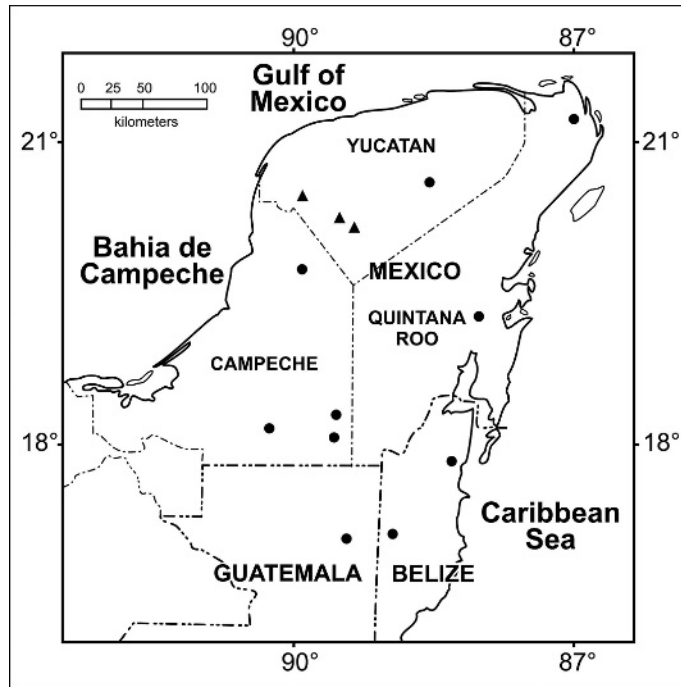 90°
87°
0 25 50 100
kilometers
Gulf of
Mexico
21°
21°
YUCATAN
Bahia de
Campeche
MEXICO
QUINTANA
ROO
CAMPECHE
18°
18°
Caribbean
Sea
GUATEMALA
BELIZE
90°
87°